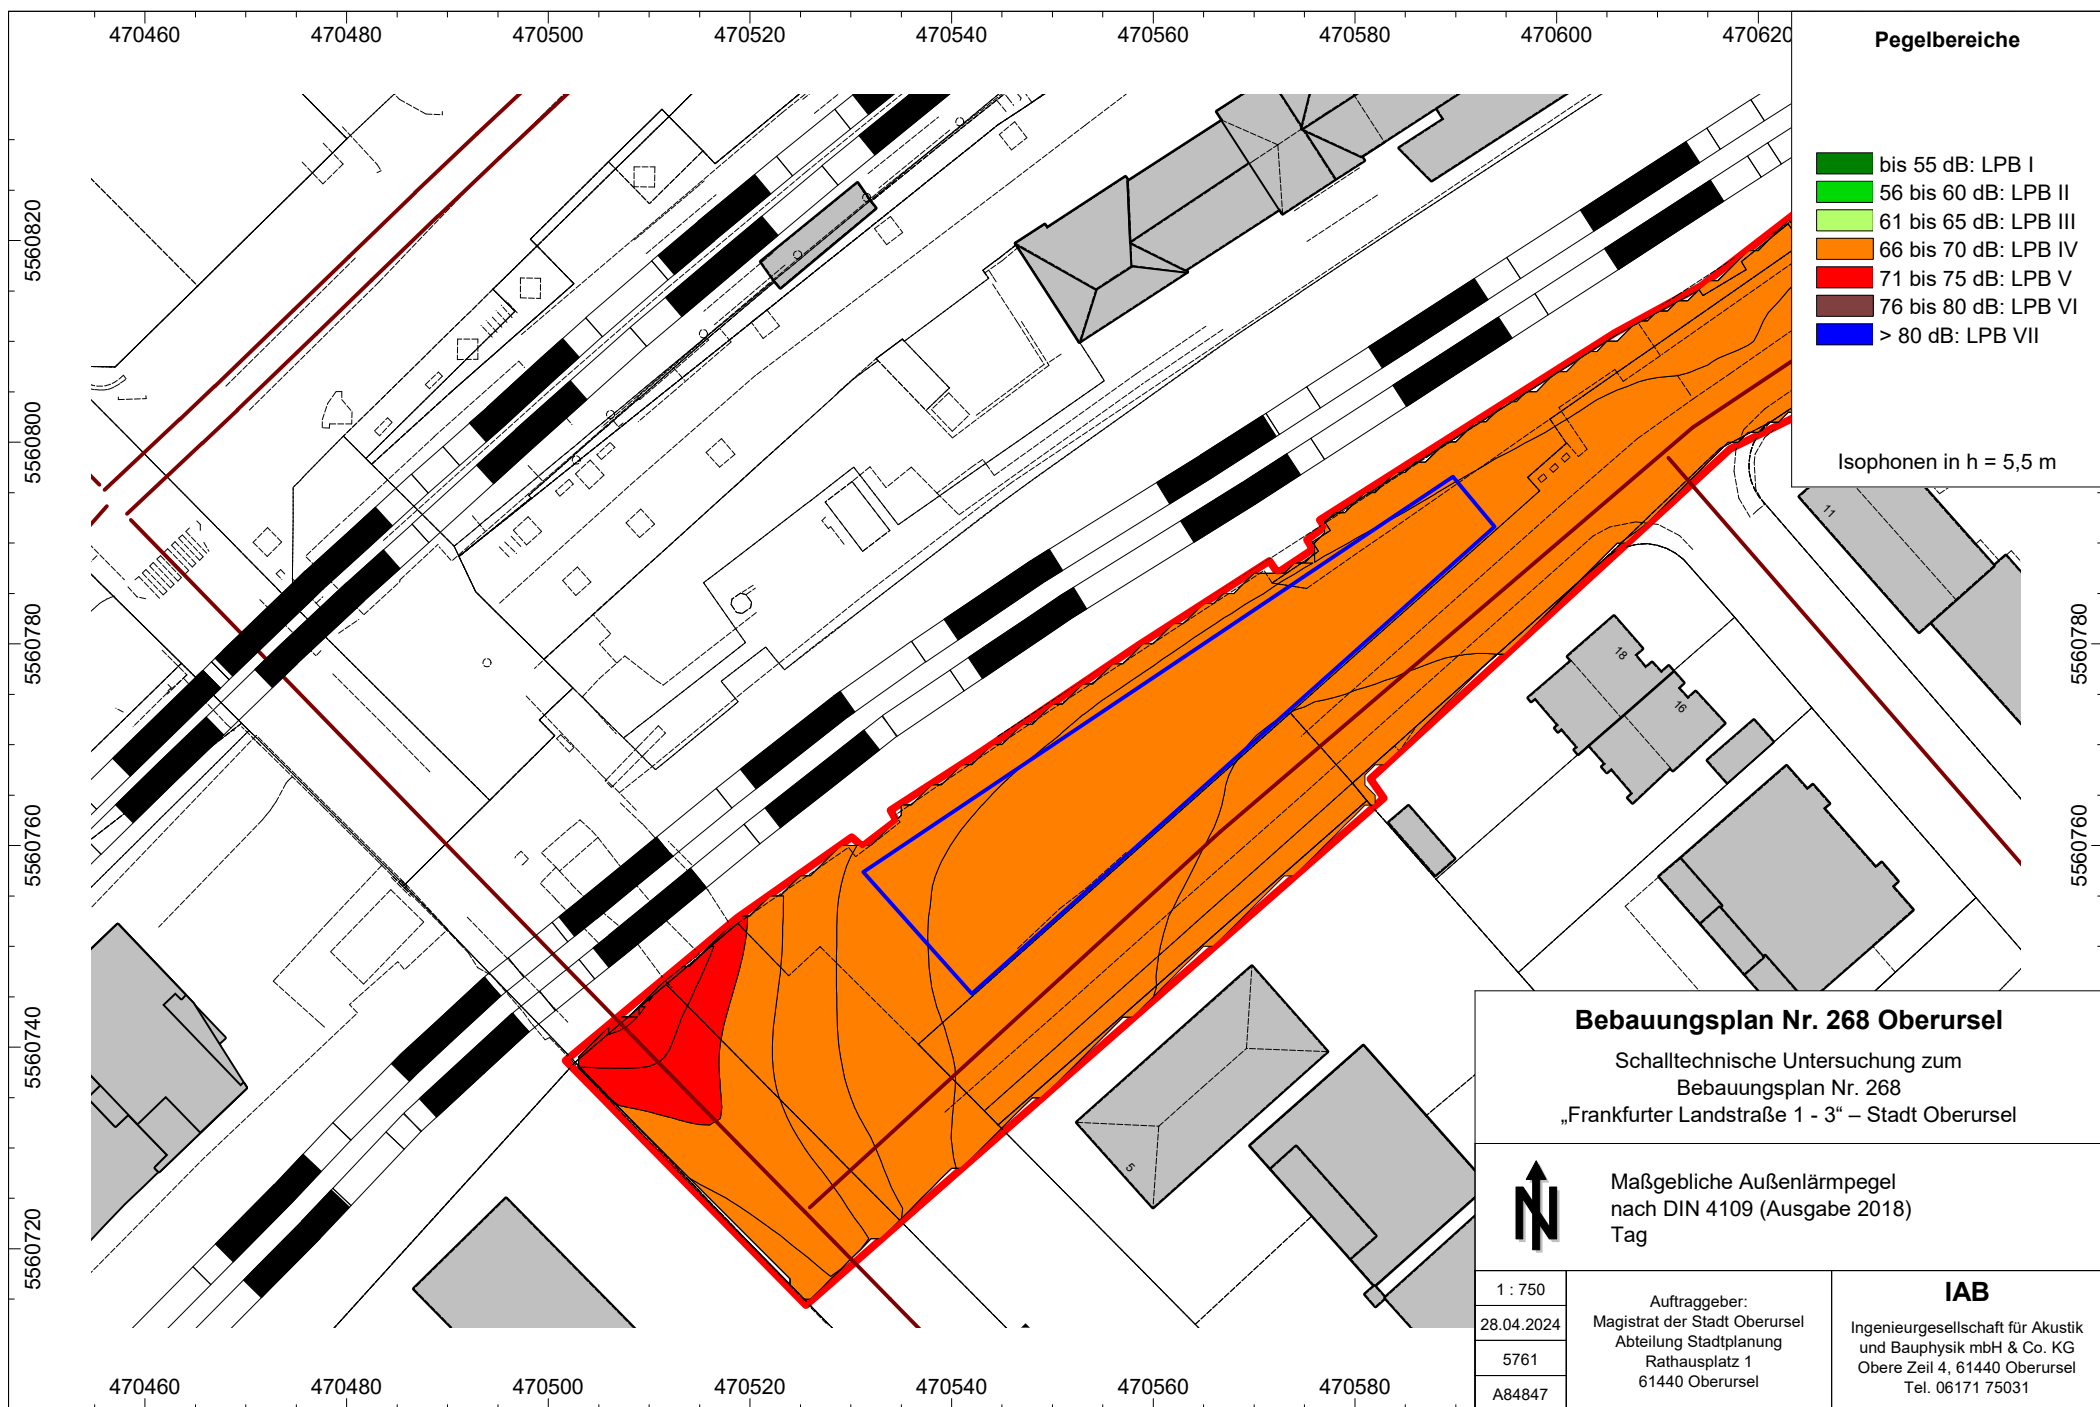 470460 470480 470500 470520 470540 470560 470580 470600 470620
Pegelbereiche
bis 55 dB: LPB I
56 bis 60 dB: LPB II
61 bis 65 dB: LPB III
66 bis 70 dB: LPB IV
71 bis 75 dB: LPB V
76 bis 80 dB: LPB VI
> 80 dB: LPB VII
Isophonen in h = 5,5 m
5560820
5560800
5560780
5560760
5560740
5560720
5560780
5560760
11
18
16
5
Bebauungsplan Nr. 268 Oberursel
Schalltechnische Untersuchung zum
Bebauungsplan Nr. 268
„Frankfurter Landstraße 1 - 3“ – Stadt Oberursel
N
Maßgebliche Außenlärmpegel
nach DIN 4109 (Ausgabe 2018)
Tag
1 : 750
28.04.2024
5761
A84847
Auftraggeber:
Magistrat der Stadt Oberursel
Abteilung Stadtplanung
Rathausplatz 1
61440 Oberursel
IAB
Ingenieurgesellschaft für Akustik
und Bauphysik mbH & Co. KG
Obere Zeil 4, 61440 Oberursel
Tel. 06171 75031
470460 470480 470500 470520 470540 470560 470580